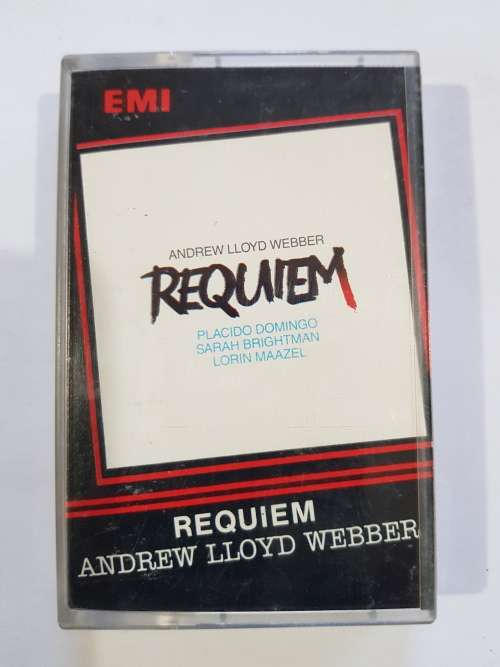 EMI
ANDREW LLOYD WEBBER
REQUIEM
PLACIDO DOMINGO
SARAH BRIGHTMAN
LORIN MAAZEL
REQUIEM
ANDREW LLOYD WEBBER